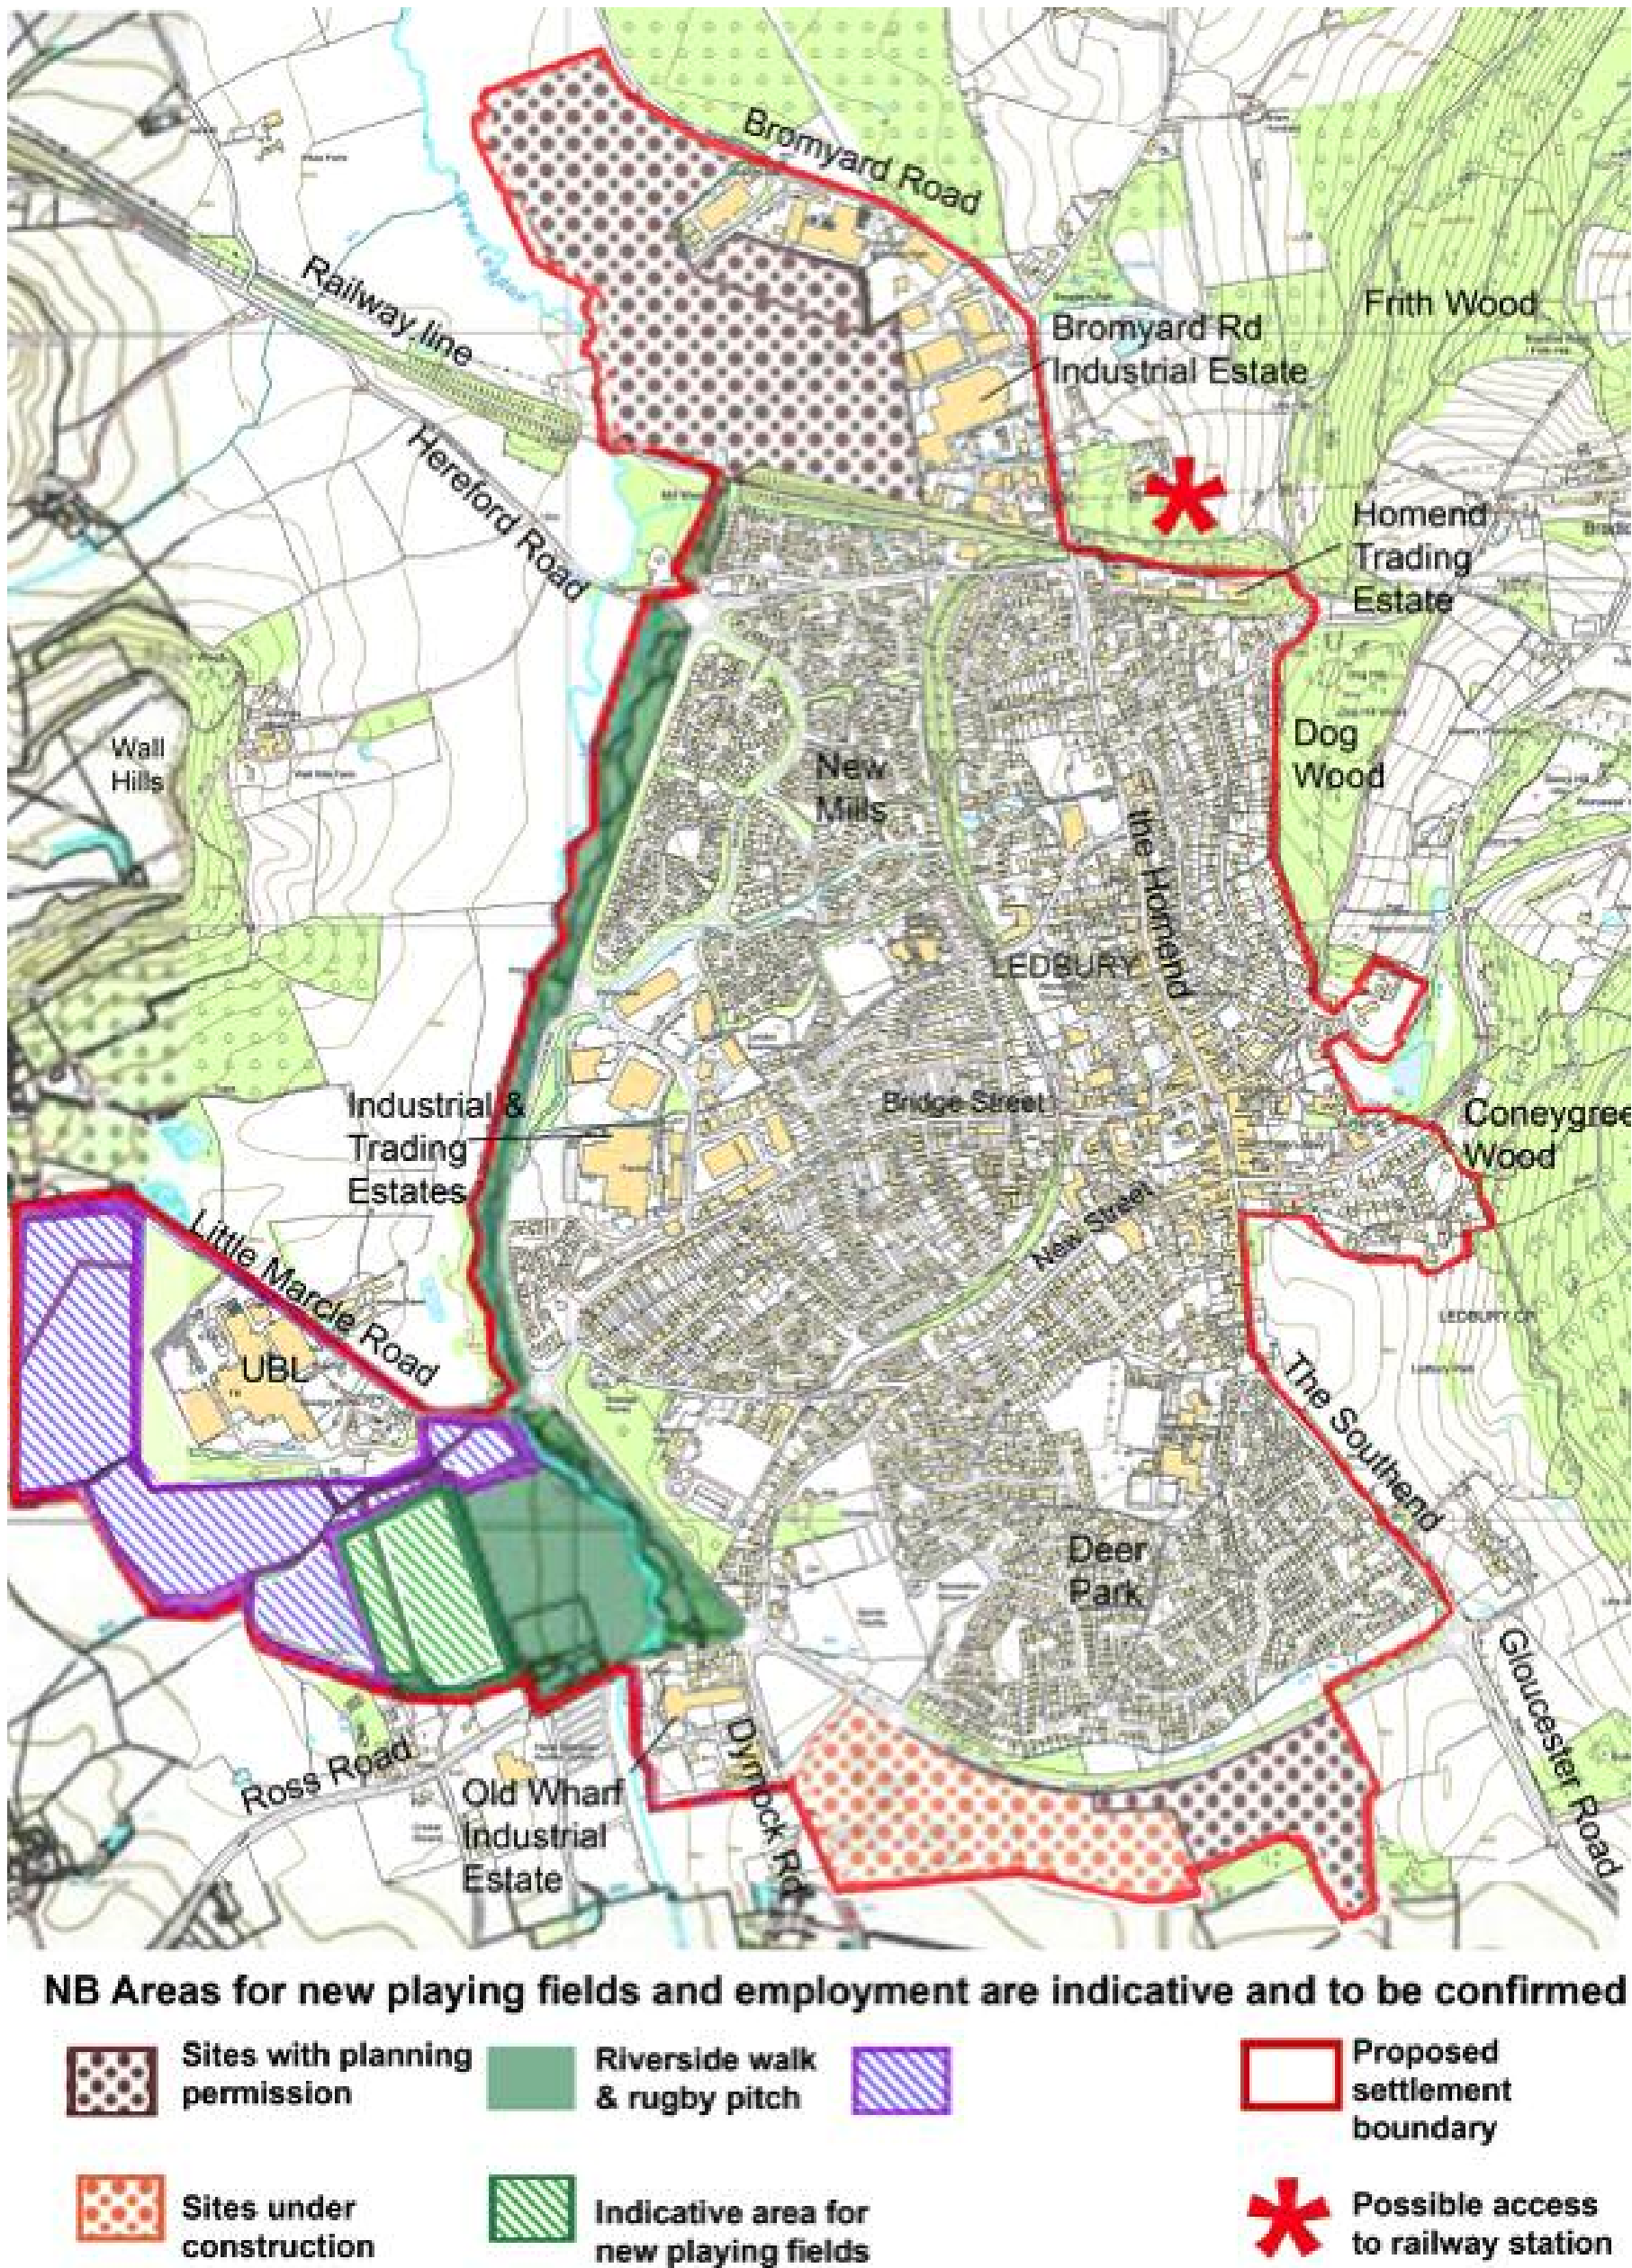 Bromyard Road
Railway line
Frith Wood
Bromyard Rd
Industrial Estate
Hereford Road
Homend
Trading
Estate
Wall
Hills
New
Mills
Dog
Wood
the Homend
LEDBURY
Industrial &
Trading
Estates
Bridge Street
Coneygree
Wood
New Street
Little Marcle Road
UBL
LEDBURY CP
The Southend
Deer
Park
Gloucester Road
Ross Road
Old Wharf
Industrial
Estate
Dymock Rd
NB Areas for new playing fields and employment are indicative and to be confirmed
Sites with planning
permission
Riverside walk
& rugby pitch
Proposed
settlement
boundary
Sites under
construction
Indicative area for
new playing fields
Possible access
to railway station